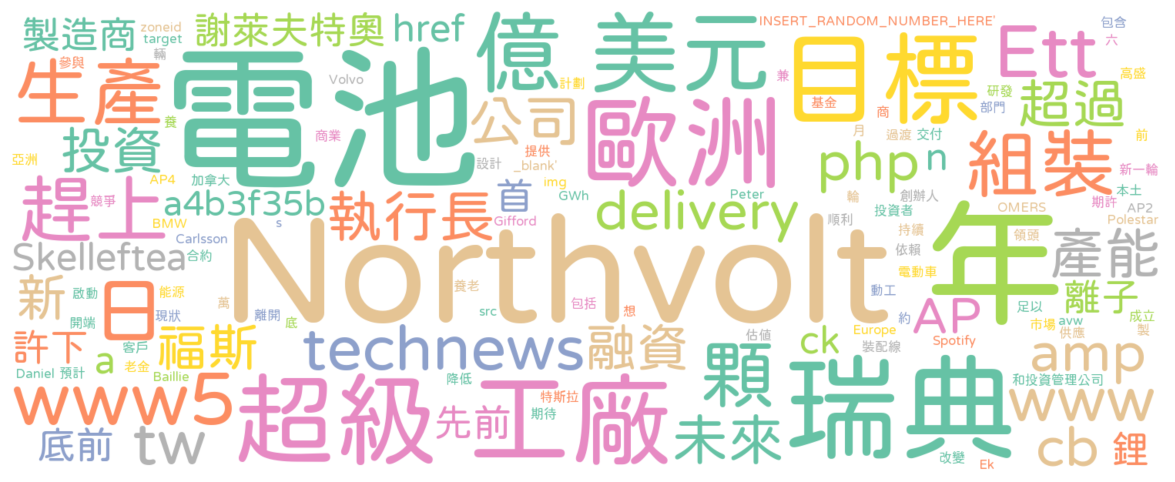 製造商
zoneid
target
輛
謝萊夫特奧
href
億
美元
INSERT_RANDOM_NUMBER_HERE'
包含
六
參與
生產
電池
Volvo
計劃
兼
目標
Ett
高盛
養
商業
公司
歐洲
基金
商
研發
部門
超過
投資
設計
提供
_blank'
月
過渡
交付
前
亞洲
加拿大
php
n
組裝
新一輪
趕上
AP4
競爭
a4b3f35b
執行長
首
img
GWh
Peter
輪
創辦人
本土
期許
AP2
BMW
Carlsson
s
Gifford
delivery
順利
投資者
OMERS
Polestar
Skelleftea
合約
Northvolt
持續
依賴
領頭
年
產能
新
啟動
能源
萬
養老
電動車
日
現狀
離開
底
src
包括
想
動工
約
AP
足以
離子
開端
市場
avw
成立
許下
客戶
福斯
technews
融資
估值
ck
Europe
裝配線
Spotify
供應
製
Daniel
預計
a
老金
Baillie
顆
amp
www5
超級
工廠
降低
特斯拉
瑞典
和投資管理公司
www
底前
tw
先前
期待
未來
改變
Ek
cb
鋰